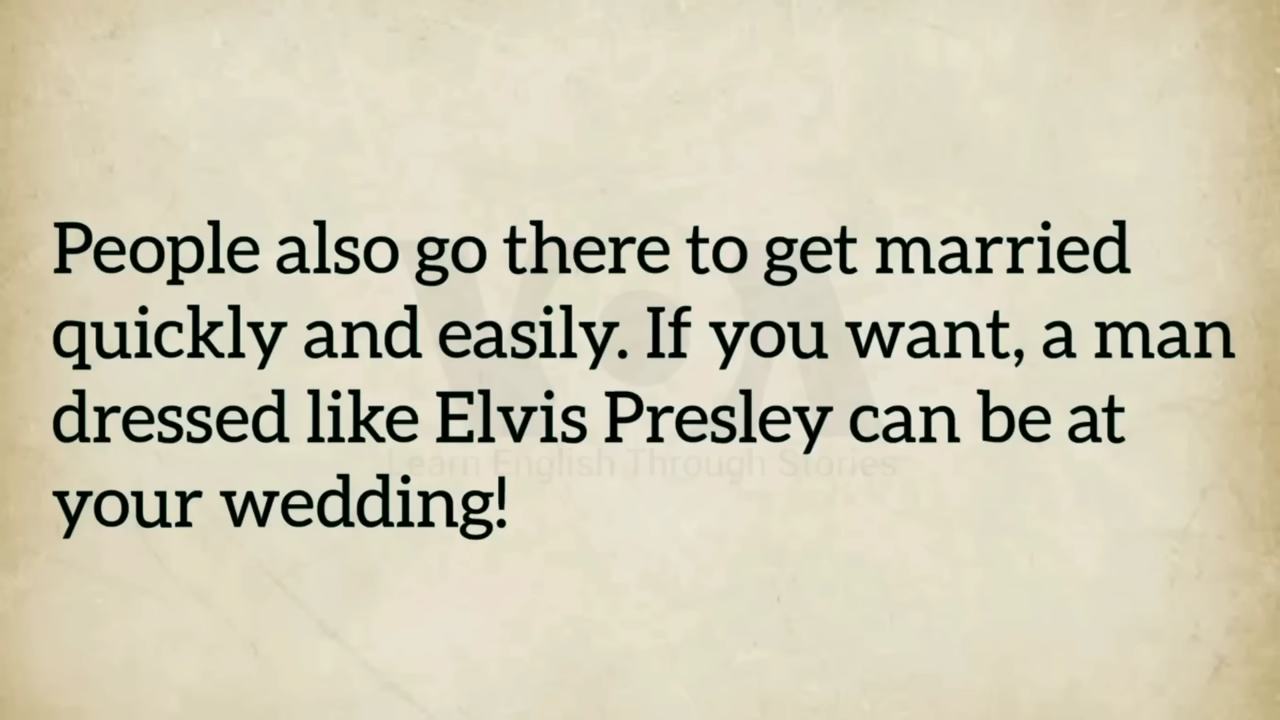 People also go there to get married
quickly and easily. If you want, a man
dressed like Elvis Presley can be at
Learn English Through Stories
your wedding!